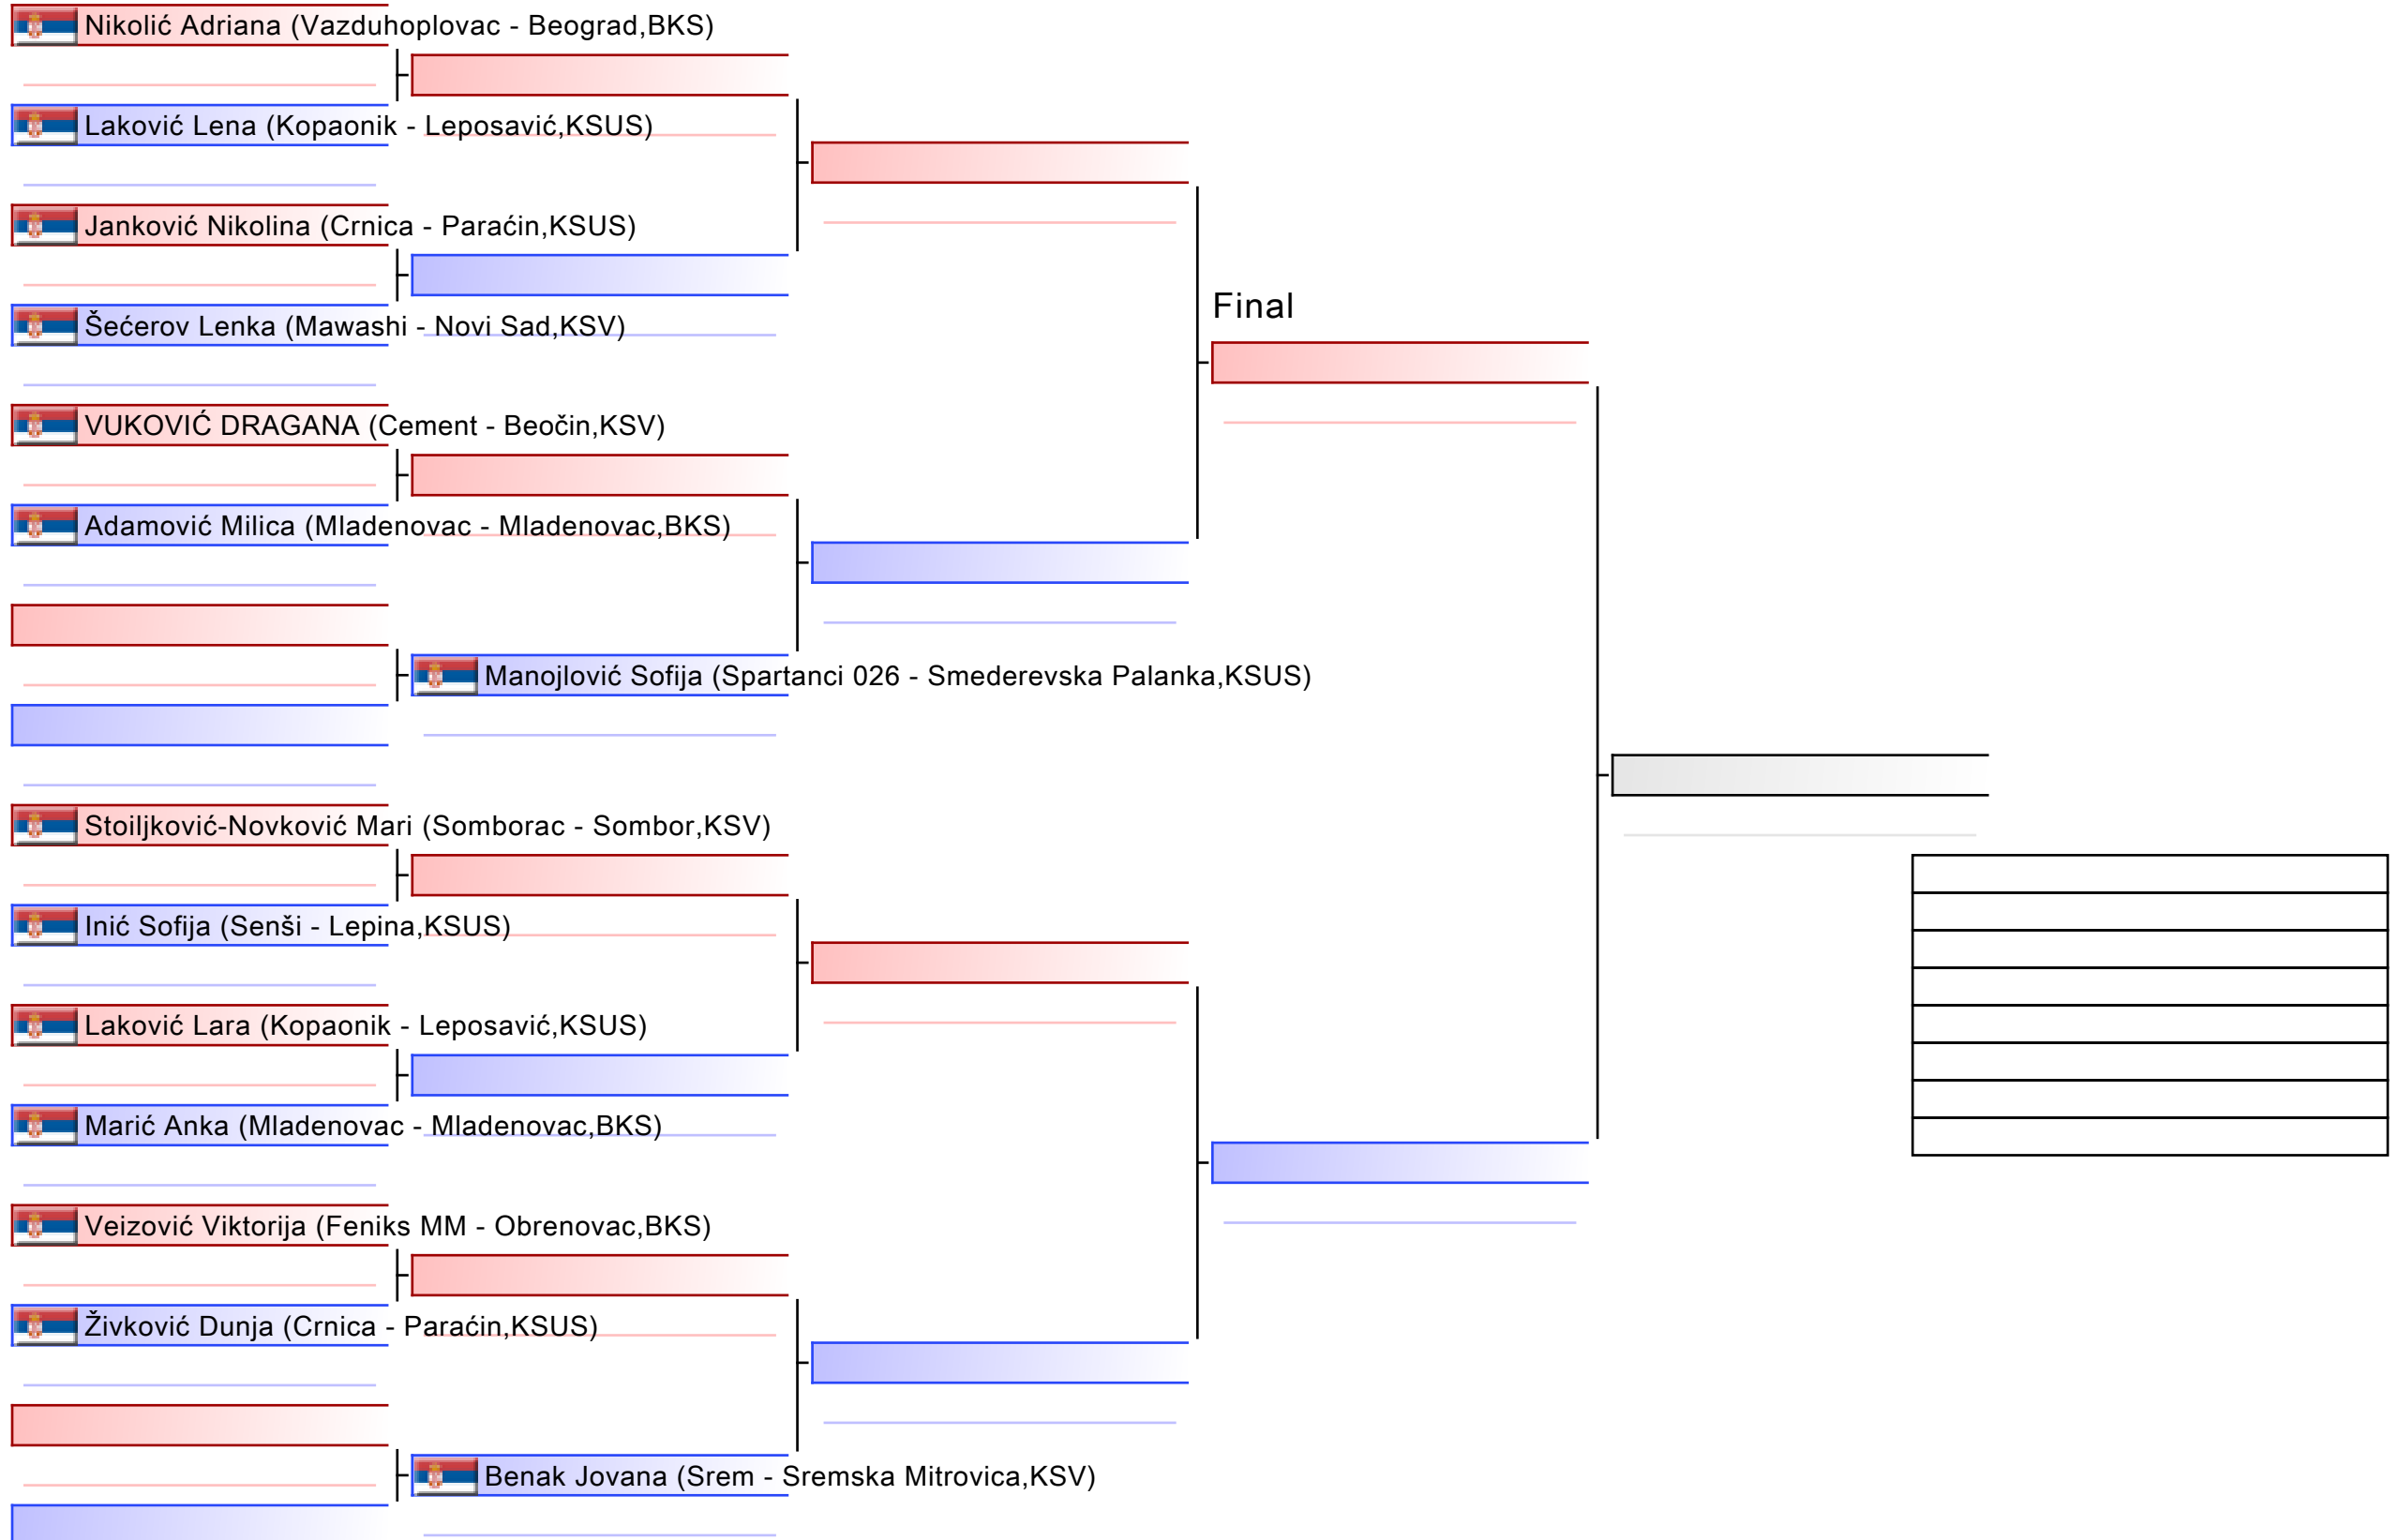 Nikolić Adriana (Vazduhoplovac - Beograd,BKS)
Laković Lena (Kopaonik - Leposavić,KSUS)
Janković Nikolina (Crnica - Paraćin,KSUS)
Šećerov Lenka (Mawashi - Novi Sad,KSV)
Final
VUKOVIĆ DRAGANA (Cement - Beočin,KSV)
Adamović Milica (Mladenovac - Mladenovac,BKS)
Manojlović Sofija (Spartanci 026 - Smederevska Palanka,KSUS)
Stoiljković-Novković Mari (Somborac - Sombor,KSV)
Inić Sofija (Senši - Lepina,KSUS)
Laković Lara (Kopaonik - Leposavić,KSUS)
Marić Anka (Mladenovac - Mladenovac,BKS)
Veizović Viktorija (Feniks MM - Obrenovac,BKS)
Živković Dunja (Crnica - Paraćin,KSUS)
Benak Jovana (Srem - Sremska Mitrovica,KSV)